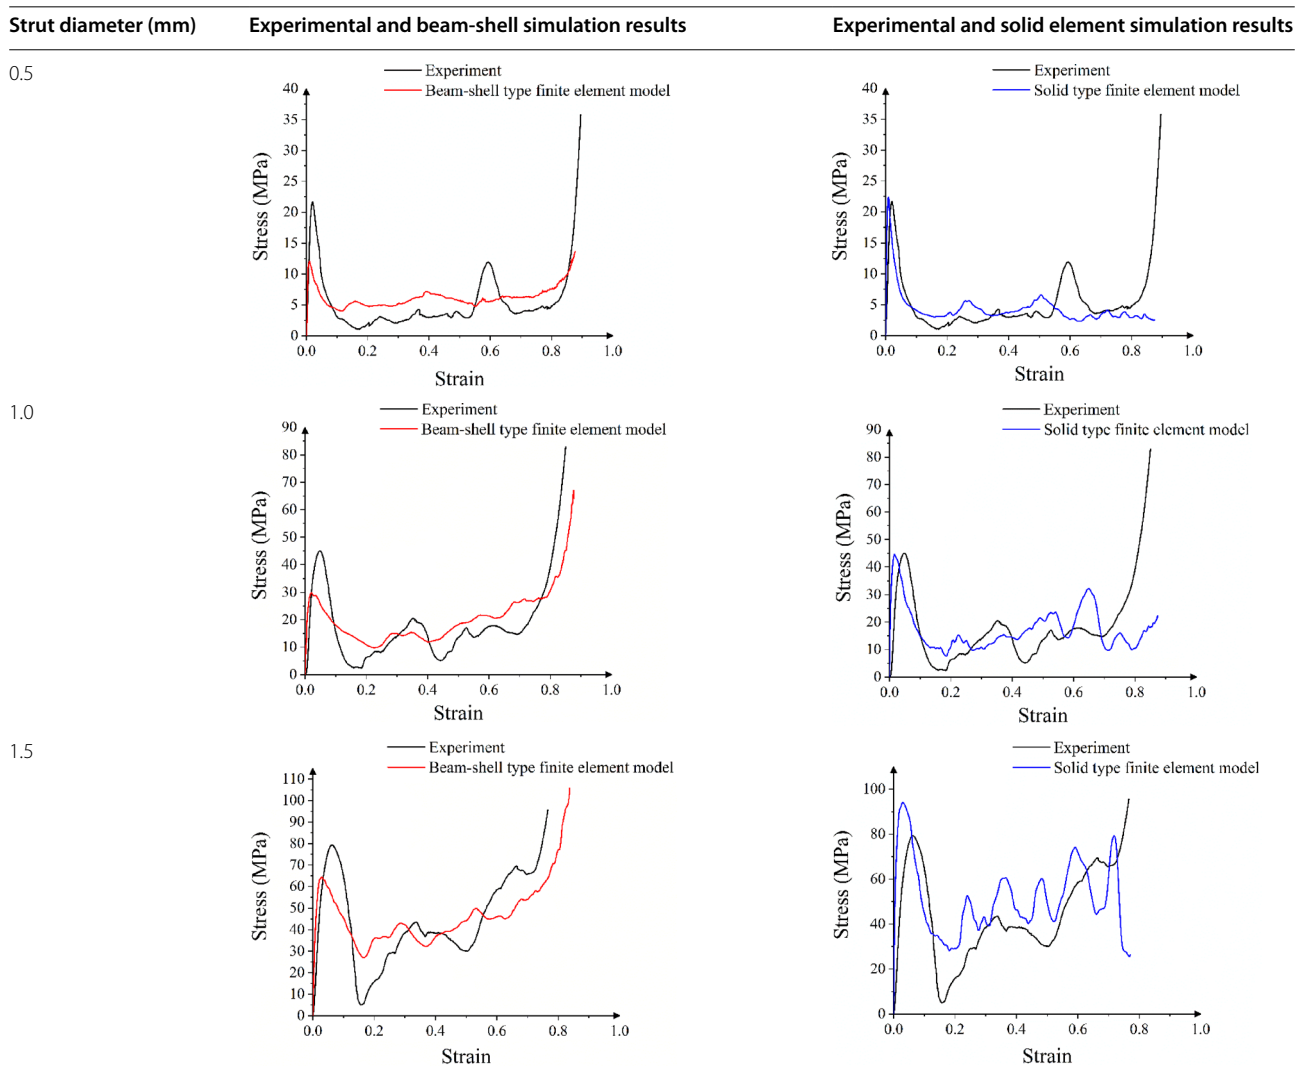 Strut diameter (mm) Experimental and beam-shell simulation results Experimental and solid element simulation results
0.5
Experiment
Beam-shell type finite element model
40
35
30
25
20
15
10
5
0
Stress (MPa)
0.0 0.2 0.4 0.6 0.8 1.0
Strain
Experiment
Solid type finite element model
40
35
30
25
20
15
10
5
0
Stress (MPa)
0.0 0.2 0.4 0.6 0.8 1.0
Strain
1.0
Experiment
Beam-shell type finite element model
90
80
70
60
50
40
30
20
10
0
Stress (MPa)
0.0 0.2 0.4 0.6 0.8 1.0
Strain
Experiment
Solid type finite element model
90
80
70
60
50
40
30
20
10
0
Stress (MPa)
0.0 0.2 0.4 0.6 0.8 1.0
Strain
1.5
Experiment
Beam-shell type finite element model
110
100
90
80
70
60
50
40
30
20
10
0
Stress (MPa)
0.0 0.2 0.4 0.6 0.8 1.0
Strain
Experiment
Solid type finite element model
100
80
60
40
20
0
Stress (MPa)
0.0 0.2 0.4 0.6 0.8 1.0
Strain